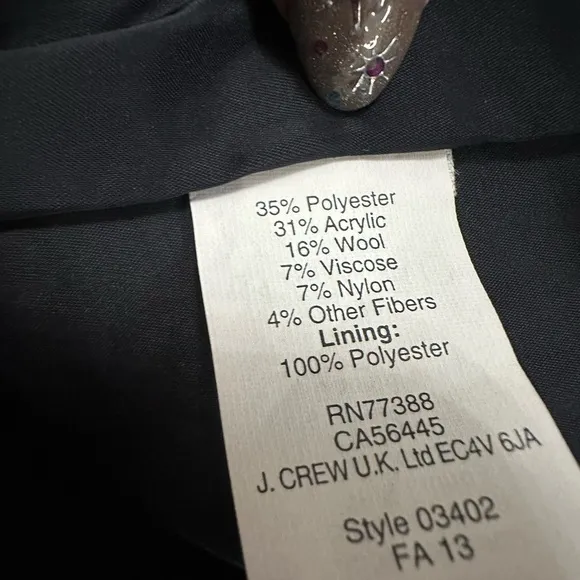 35% Polyester
31% Acrylic
16% Wool
7% Viscose
7% Nylon
4% Other Fibers
Lining:
100% Polyester
RN77388
CA56445
J. CREW U.K. Ltd EC4V 6JA
Style 03402
FA 13